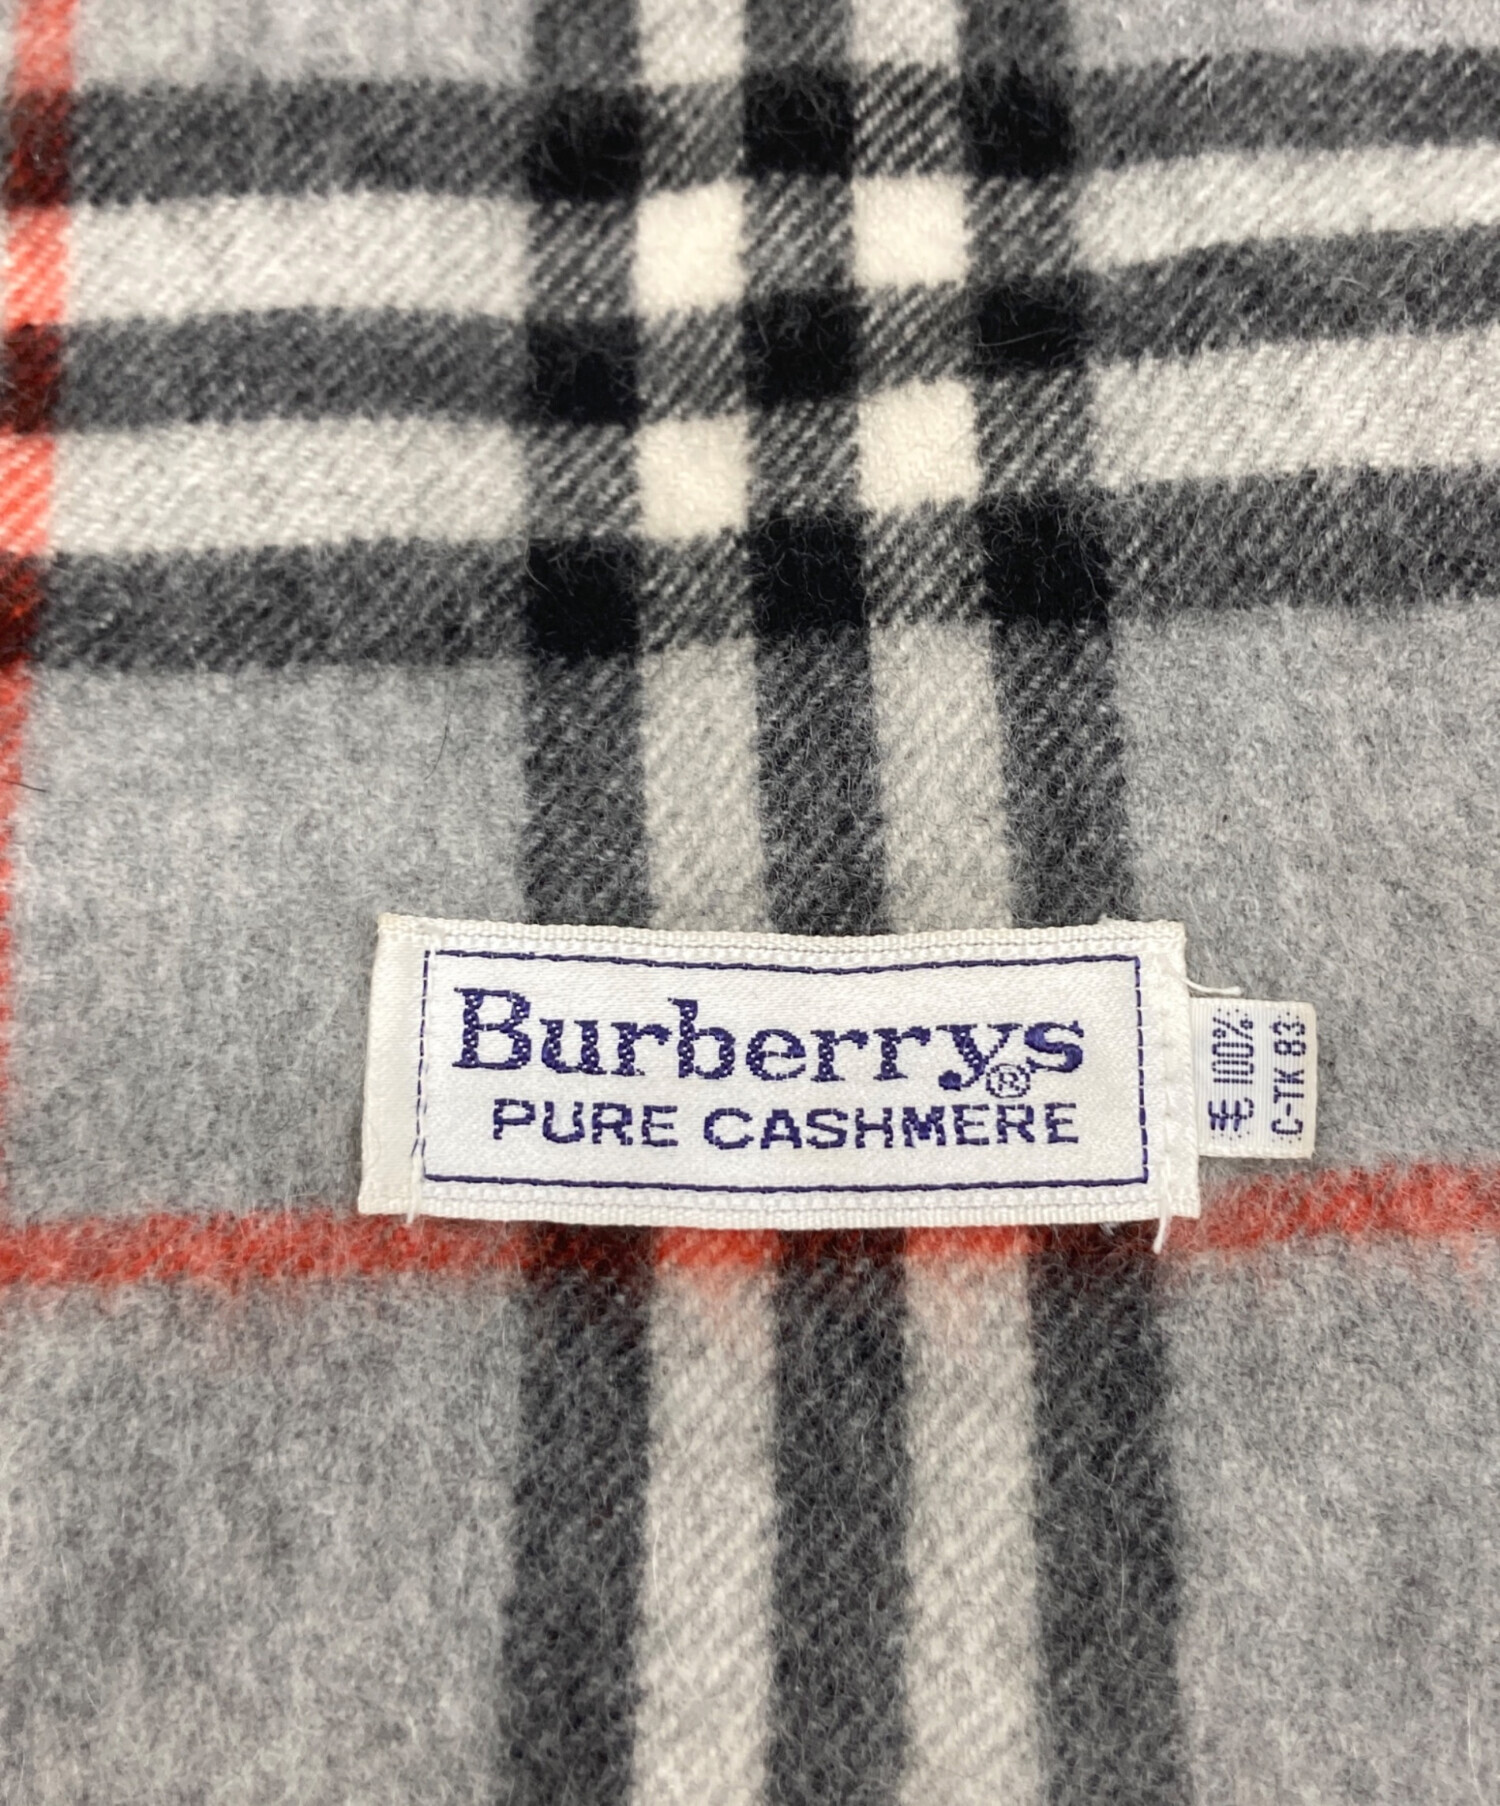 Burberrys®
PURE CASHMERE
毛 100%
C-TK 83